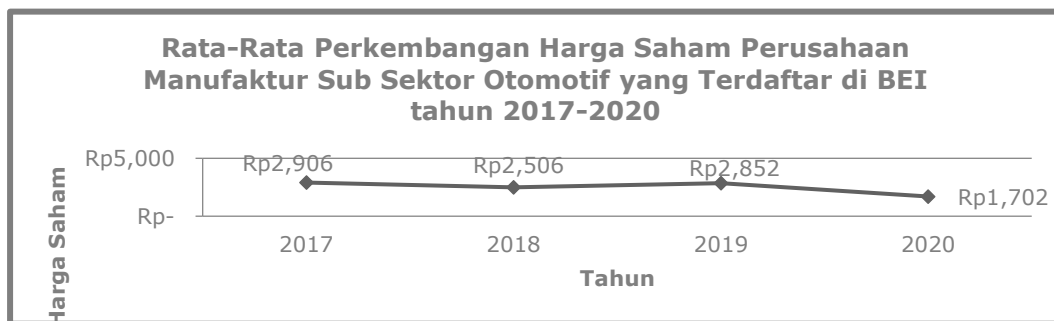 Rata-Rata Perkembangan Harga Saham Perusahaan
Manufaktur Sub Sektor Otomotif yang Terdaftar di BEI
tahun 2017-2020
Harga Saham
Rp5,000
Rp-
Rp2,906
Rp2,506
Rp2,852
Rp1,702
2017
2018
2019
2020
Tahun